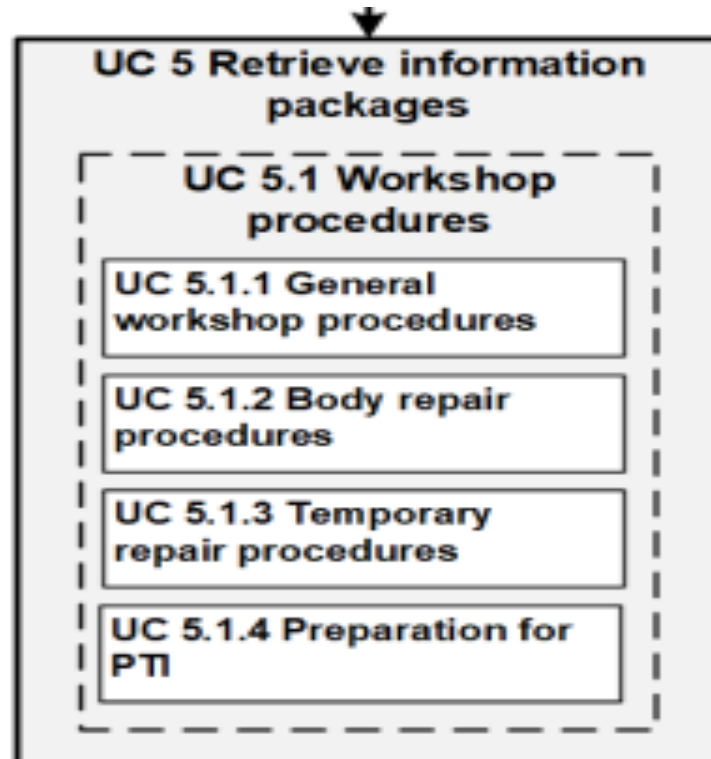 UC 5 Retrieve information
packages
UC 5.1 Workshop
procedures
UC 5.1.1 General
workshop procedures
UC 5.1.2 Body repair
procedures
UC 5.1.3 Temporary
repair procedures
UC 5.1.4 Preparation for
PTI